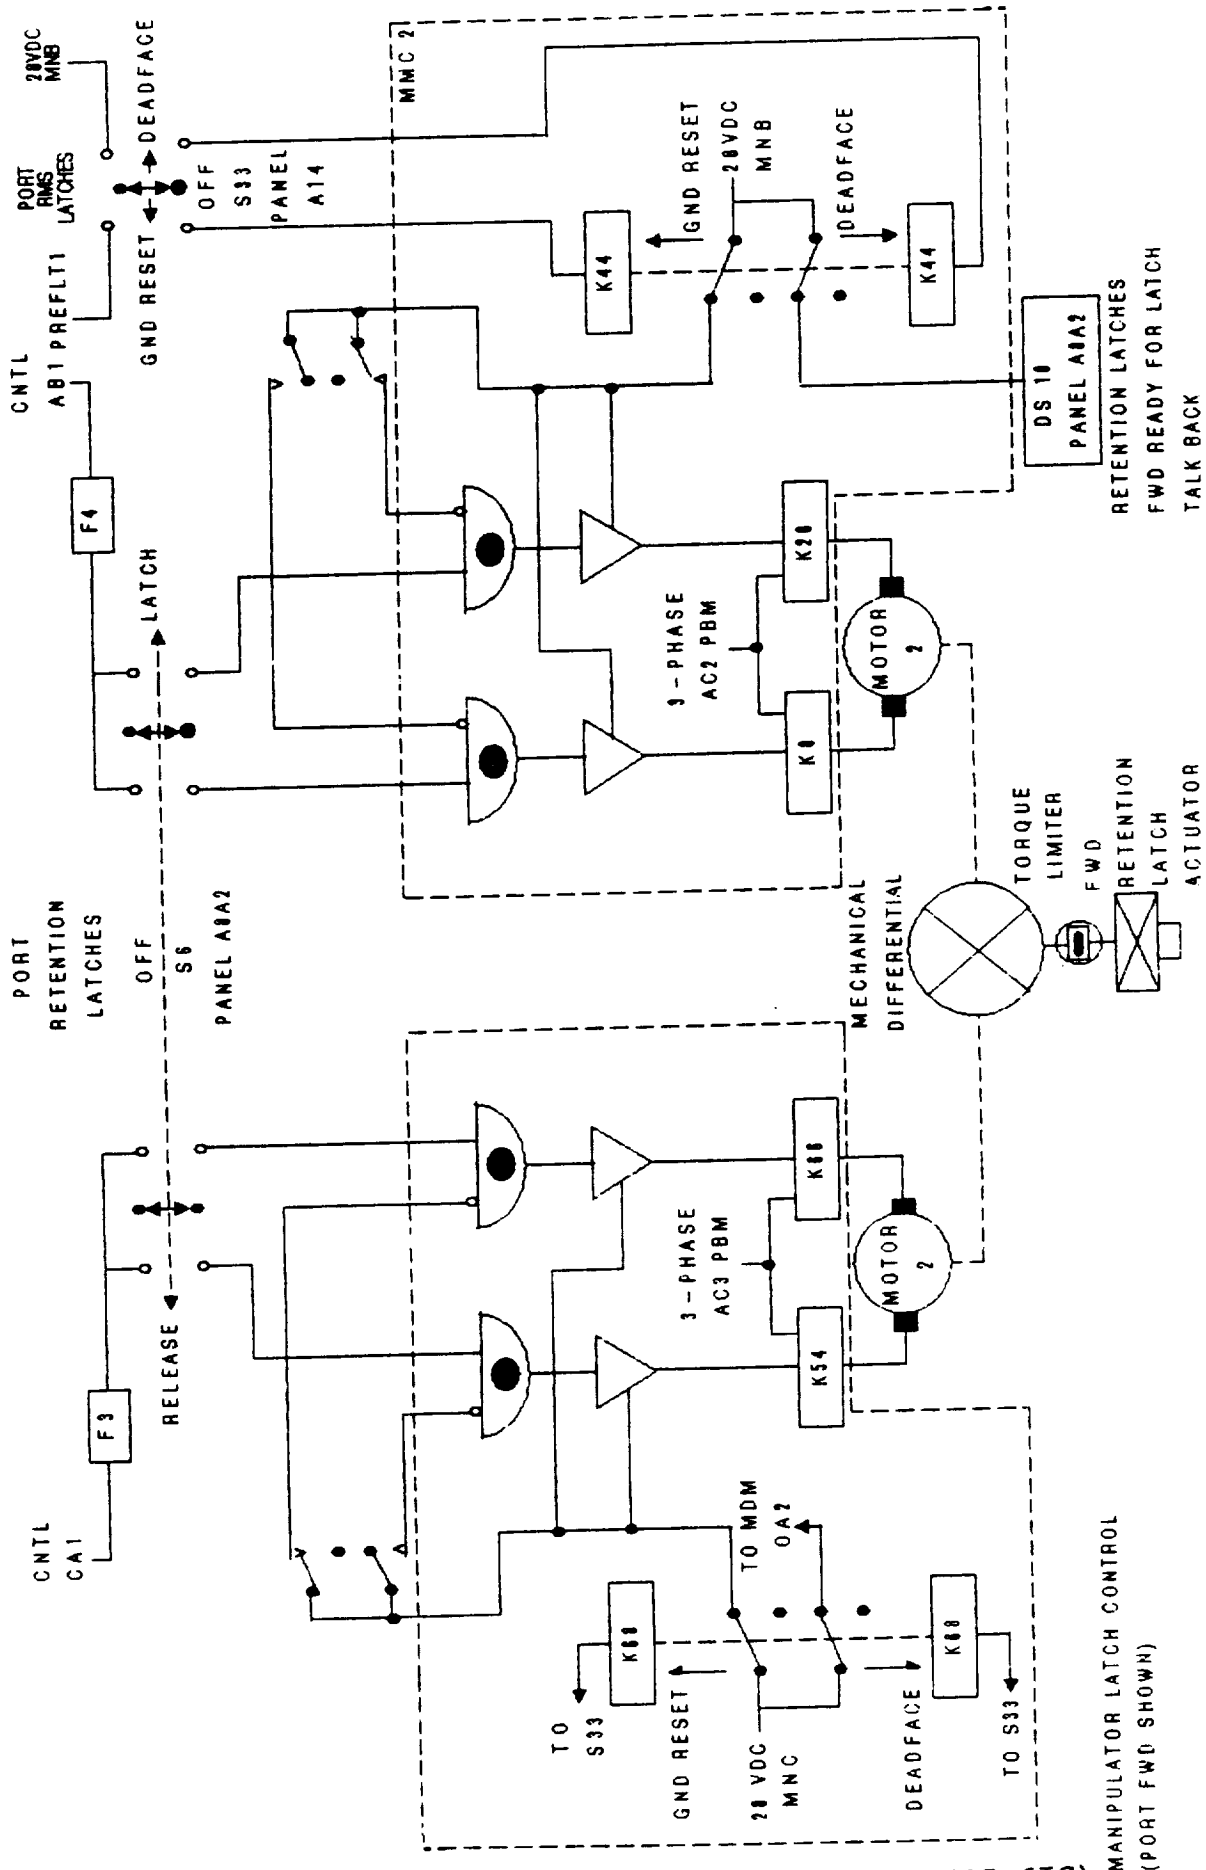 CNTL
CA1
F3
RELEASE
PORT
RETENTION
LATCHES
OFF
S6
PANEL A8A2
LATCH
F4
CNTL
AB1 PREFLT1
GND RESET
PORT
RMS
LATCHES
28VDC
MNB
DEADFACE
OFF
S33
PANEL
A14
MMC 2
TO
S33
K68
GND RESET
28 VDC
MNC
DEADFACE
K68
TO S33
TO MDM
OA2
3-PHASE
AC3 PBM
K54
K66
MOTOR
2
MECHANICAL
DIFFERENTIAL
TORQUE
LIMITER
FWD
RETENTION
LATCH
ACTUATOR
3-PHASE
AC2 PBM
K8
K26
MOTOR
2
K44
GND RESET
28VDC
MNB
DEADFACE
K44
DS 10
PANEL A8A2
RETENTION LATCHES
FWD READY FOR LATCH
TALK BACK
MANIPULATOR LATCH CONTROL
(PORT FWD SHOWN)